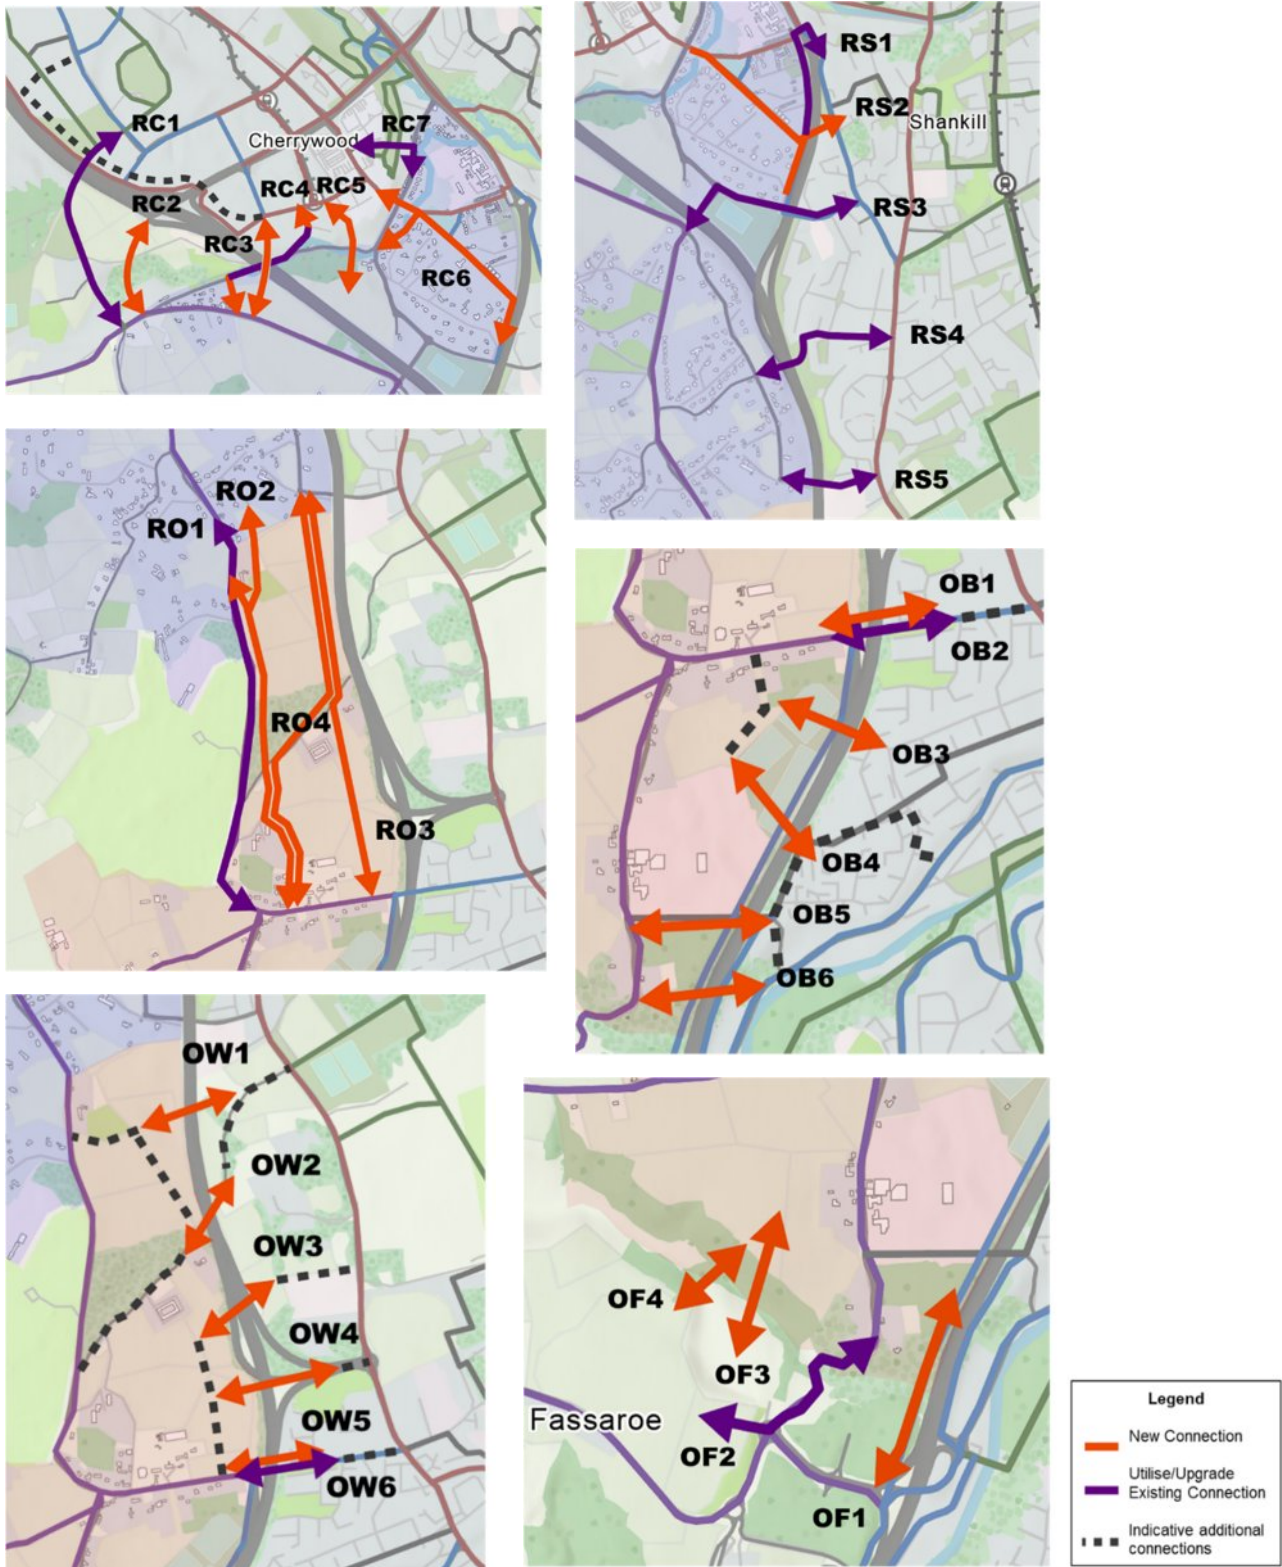 RC1
RC7
Cherrywood
RC4
RC5
RC2
RC3
RC6
RS1
RS2
Shankill
RS3
RS4
RS5
RO2
RO1
RO4
RO3
OB1
OB2
OB3
OB4
OB5
OB6
OW1
OW2
OW3
OW4
OW5
OW6
OF4
OF3
Fassaroe
OF2
OF1
Legend
New Connection
Utilise/Upgrade
Existing Connection
Indicative additional
connections